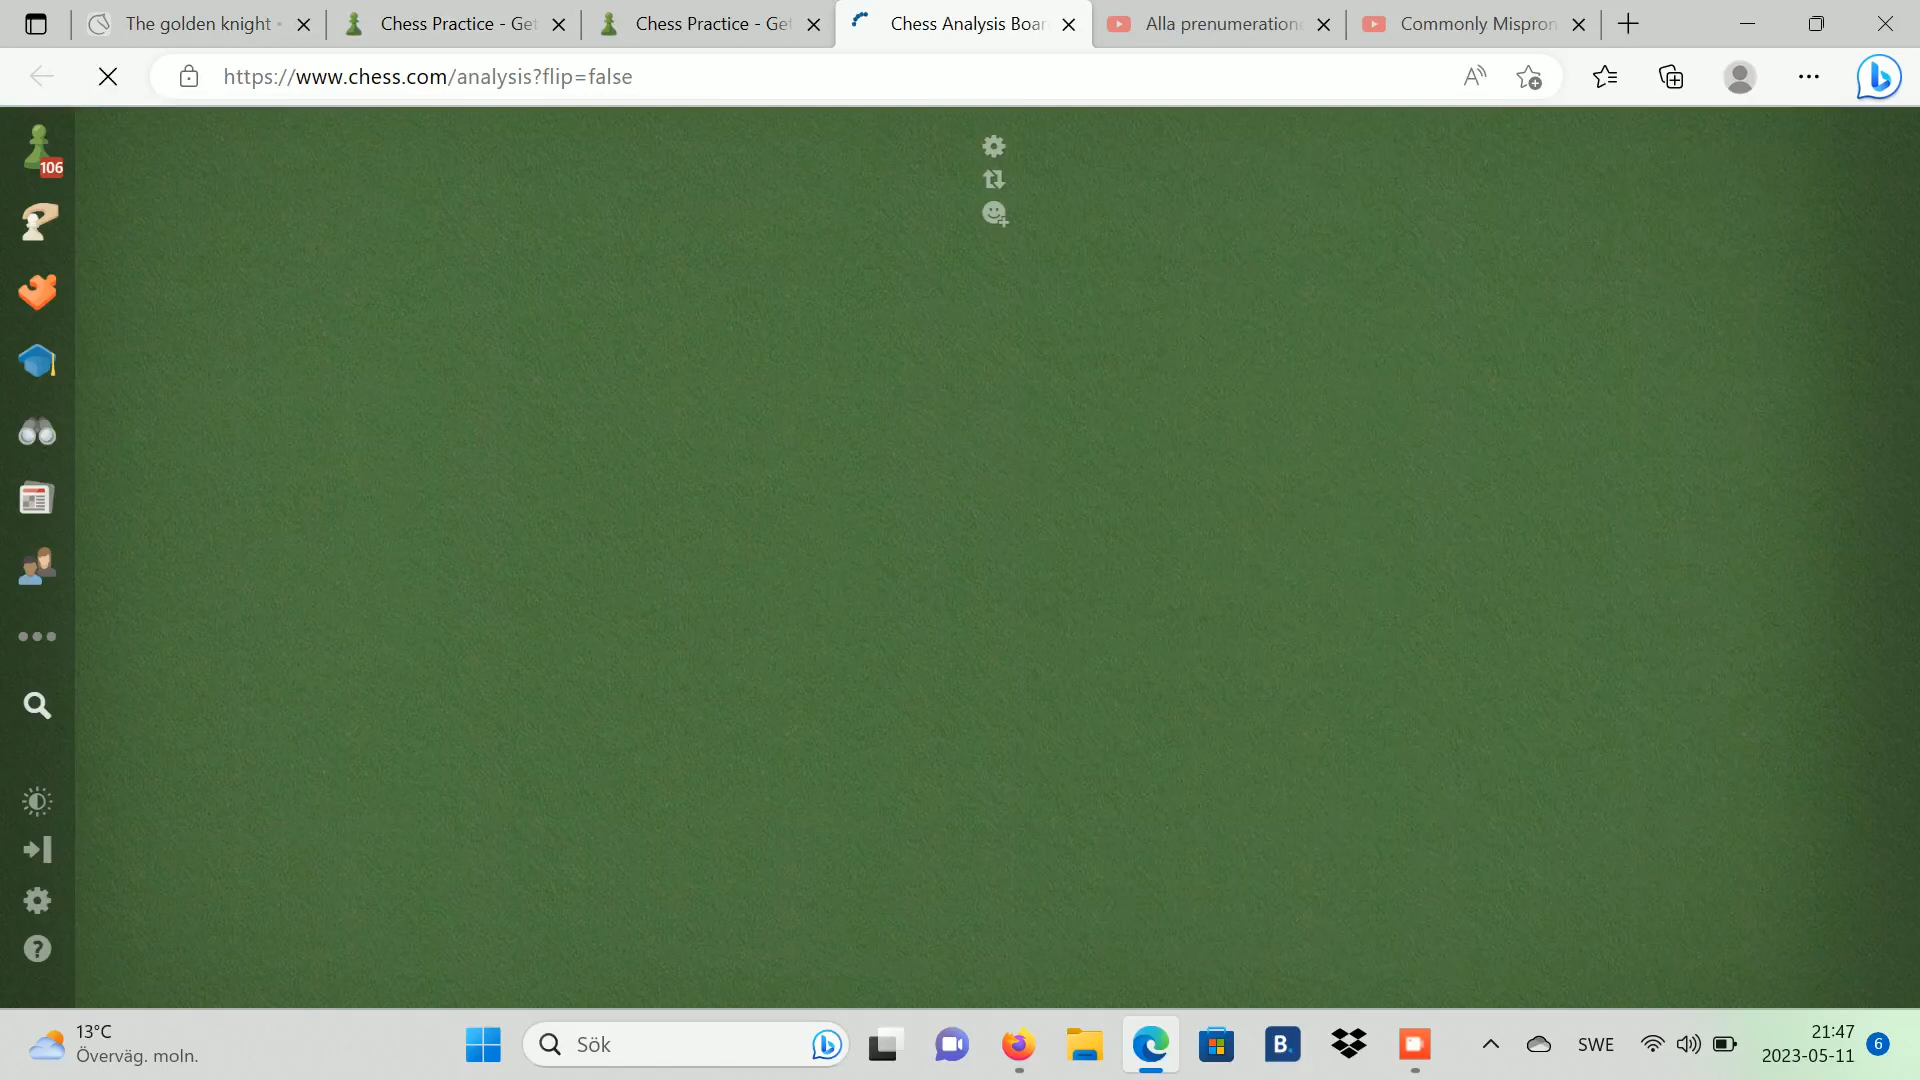 The golden knight
Chess Practice - Get
Chess Practice - Get
Chess Analysis Boar
Alla prenumeratione
Commonly Mispron
https://www.chess.com/analysis?flip=false
106
13°C
Överväg. moln.
Sök
B.
SWE
21:47
2023-05-11
6